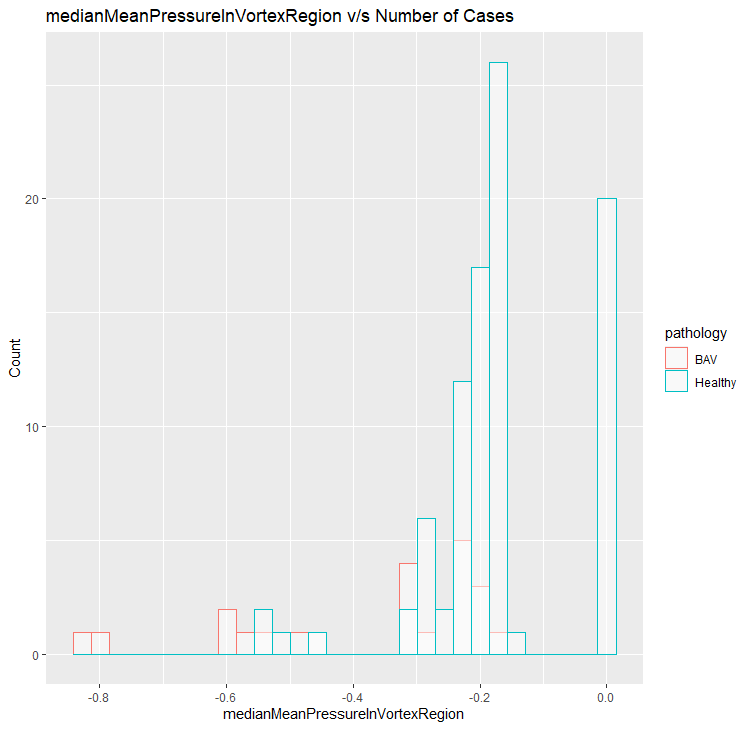 medianMeanPressureInVortexRegion v/s Number of Cases
Count
20
10
0
-0.8
-0.6
-0.4
-0.2
0.0
medianMeanPressureInVortexRegion
pathology
BAV
Healthy